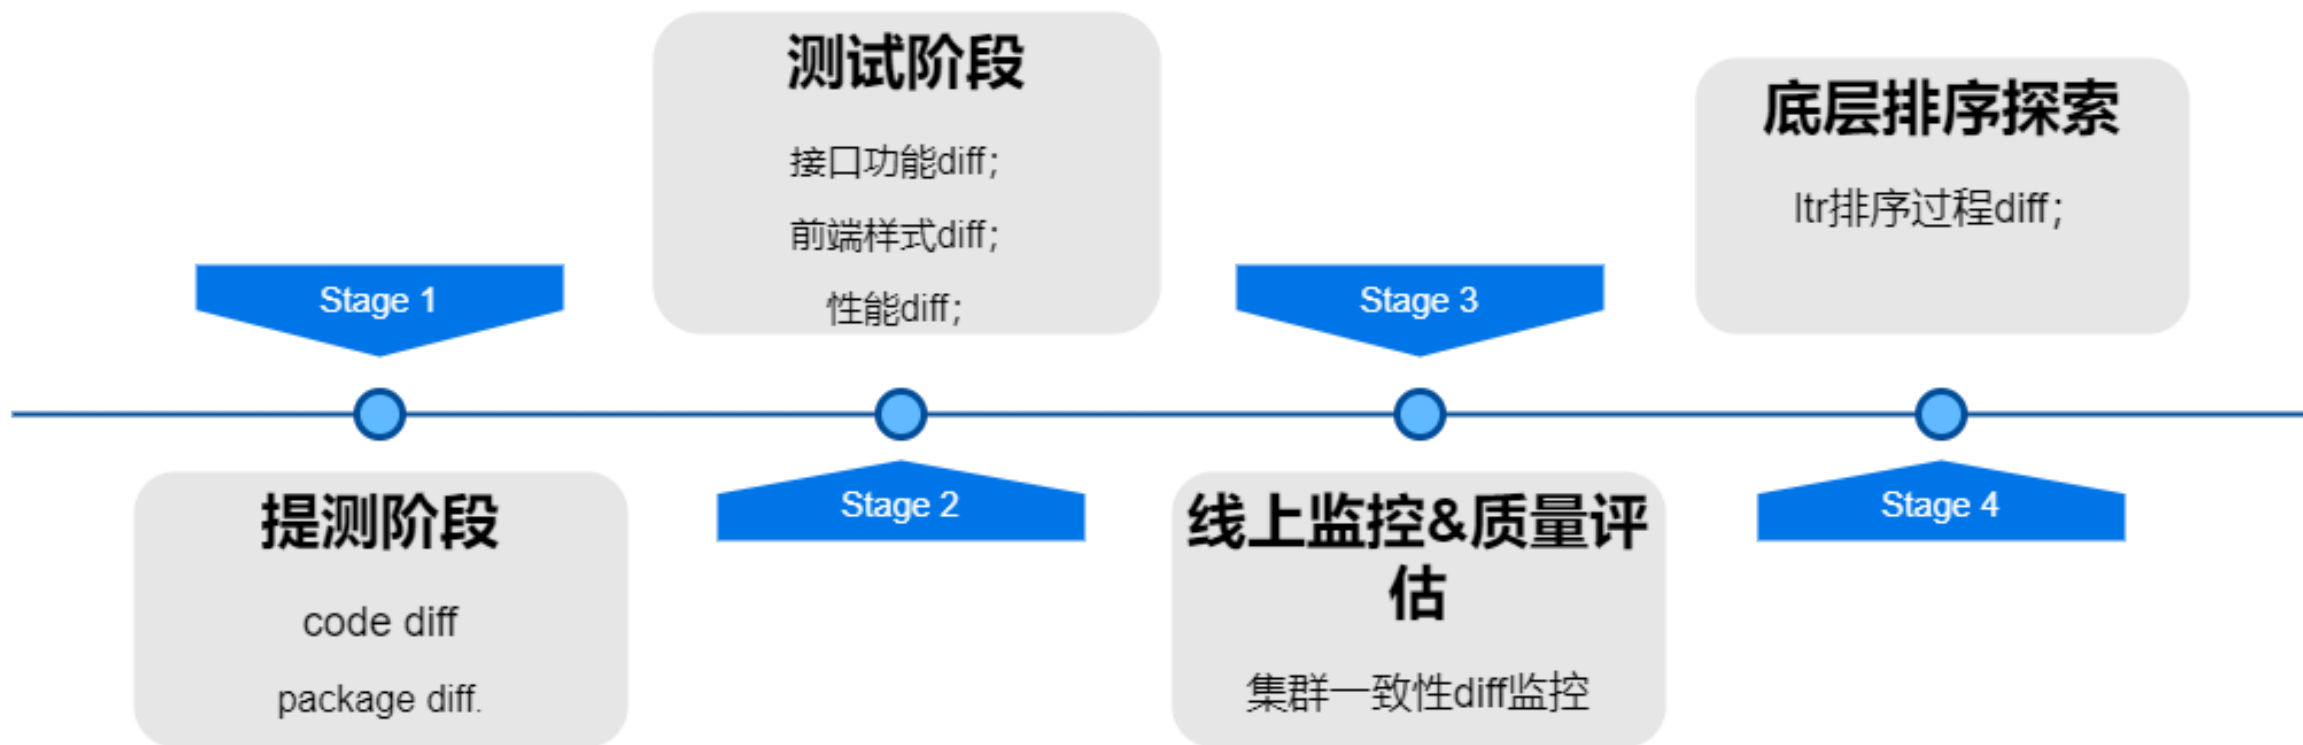 Stage 1
提测阶段
code diff
package diff.
测试阶段
接口功能diff；
前端样式diff；
性能diff；
Stage 2
Stage 3
线上监控&质量评
估
集群一致性diff监控
底层排序探索
ltr排序过程diff；
Stage 4